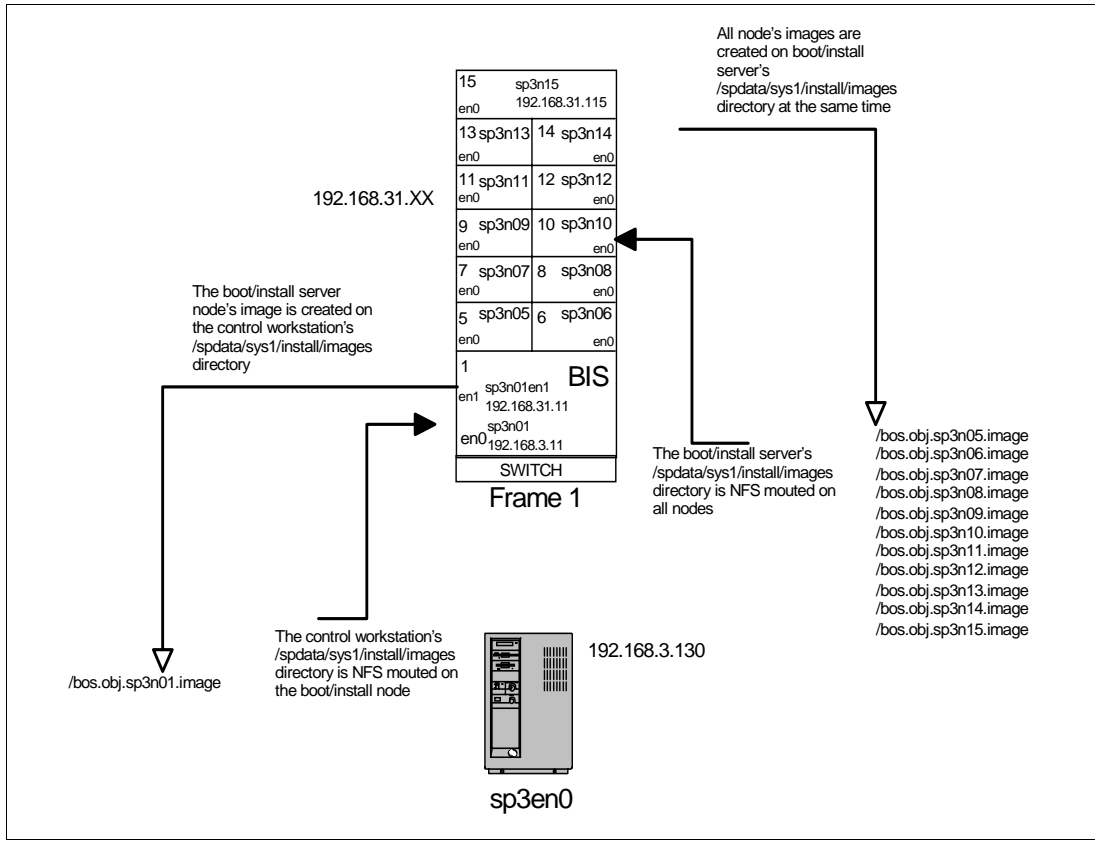 All node's images are
created on boot/install
server's
/spdata/sys1/install/images
directory at the same time
15 sp3n15
192.168.31.115
en0
13 sp3n13 14 sp3n14
en0 en0
11 sp3n11 12 sp3n12
en0 en0
192.168.31.XX
9 sp3n09 10 sp3n10
en0 en0
7 sp3n07 8 sp3n08
en0 en0
5 sp3n05 6 sp3n06
en0 en0
1 BIS
en1 sp3n01en1
192.168.31.11
sp3n01
en0 192.168.3.11
SWITCH
Frame 1
The boot/install server
node's image is created on
the control workstation's
/spdata/sys1/install/images
directory
The boot/install server's
/spdata/sys1/install/images
directory is NFS mouted on
all nodes
/bos.obj.sp3n05.image
/bos.obj.sp3n06.image
/bos.obj.sp3n07.image
/bos.obj.sp3n08.image
/bos.obj.sp3n09.image
/bos.obj.sp3n10.image
/bos.obj.sp3n11.image
/bos.obj.sp3n12.image
/bos.obj.sp3n13.image
/bos.obj.sp3n14.image
/bos.obj.sp3n15.image
The control workstation's
/spdata/sys1/install/images
directory is NFS mouted on
the boot/install node
/bos.obj.sp3n01.image
192.168.3.130
sp3en0